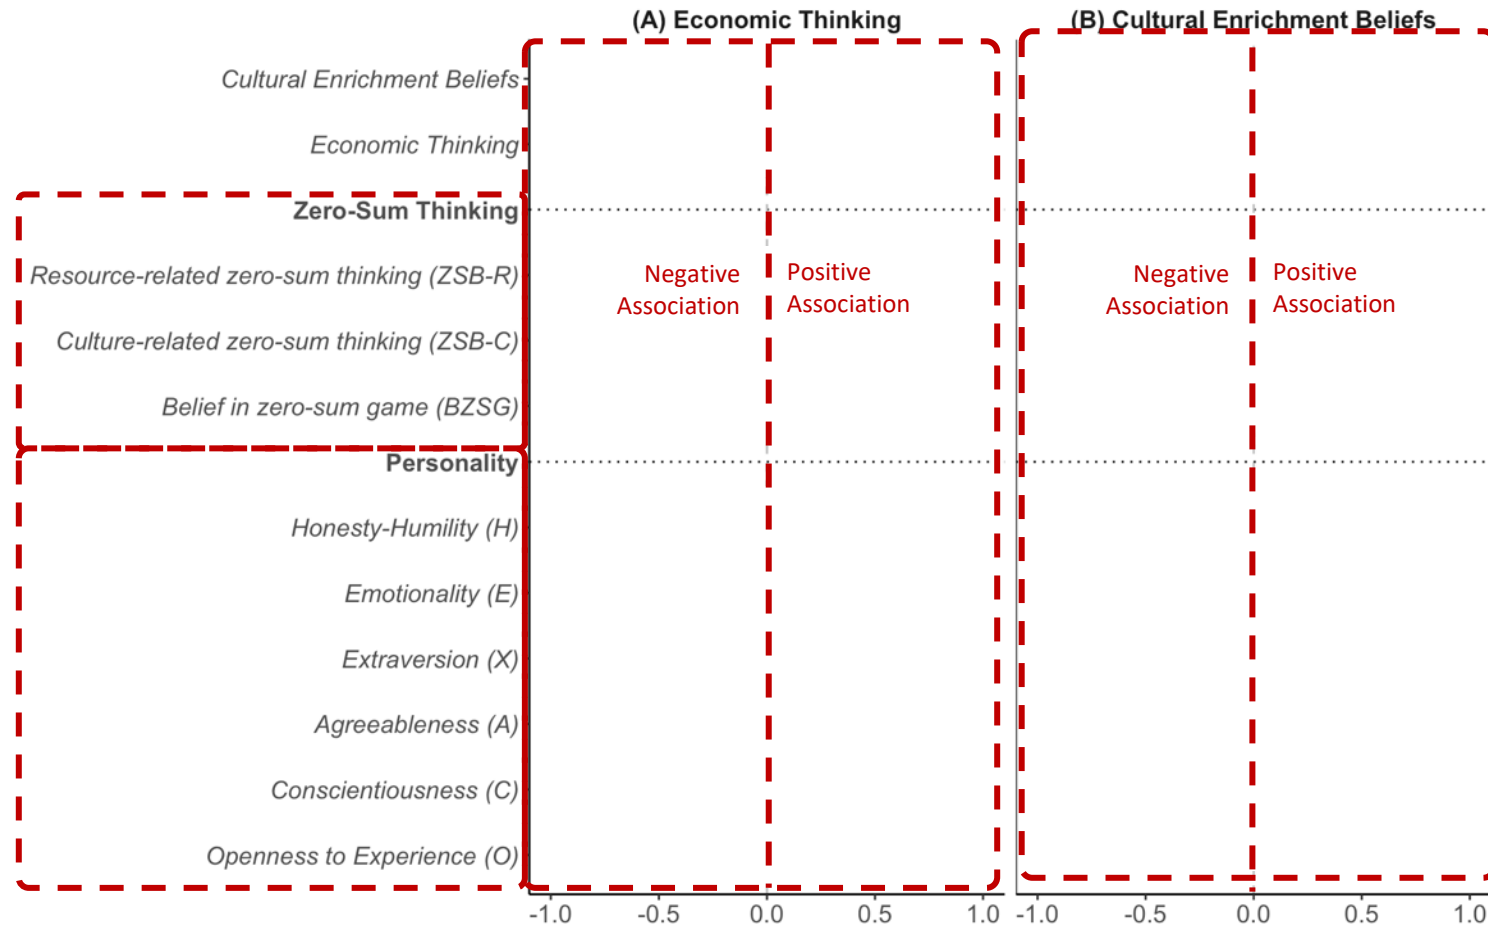 (A) Economic Thinking
(B) Cultural Enrichment Beliefs
Cultural Enrichment Beliefs
Economic Thinking
Zero-Sum Thinking
Resource-related zero-sum thinking (ZSB-R)
Culture-related zero-sum thinking (ZSB-C)
Belief in zero-sum game (BZSG)
Personality
Honesty-Humility (H)
Emotionality (E)
Extraversion (X)
Agreeableness (A)
Conscientiousness (C)
Openness to Experience (O)
Negative
Association
Positive
Association
Negative
Association
Positive
Association
-1.0 -0.5 0.0 0.5 1.0
-1.0 -0.5 0.0 0.5 1.0